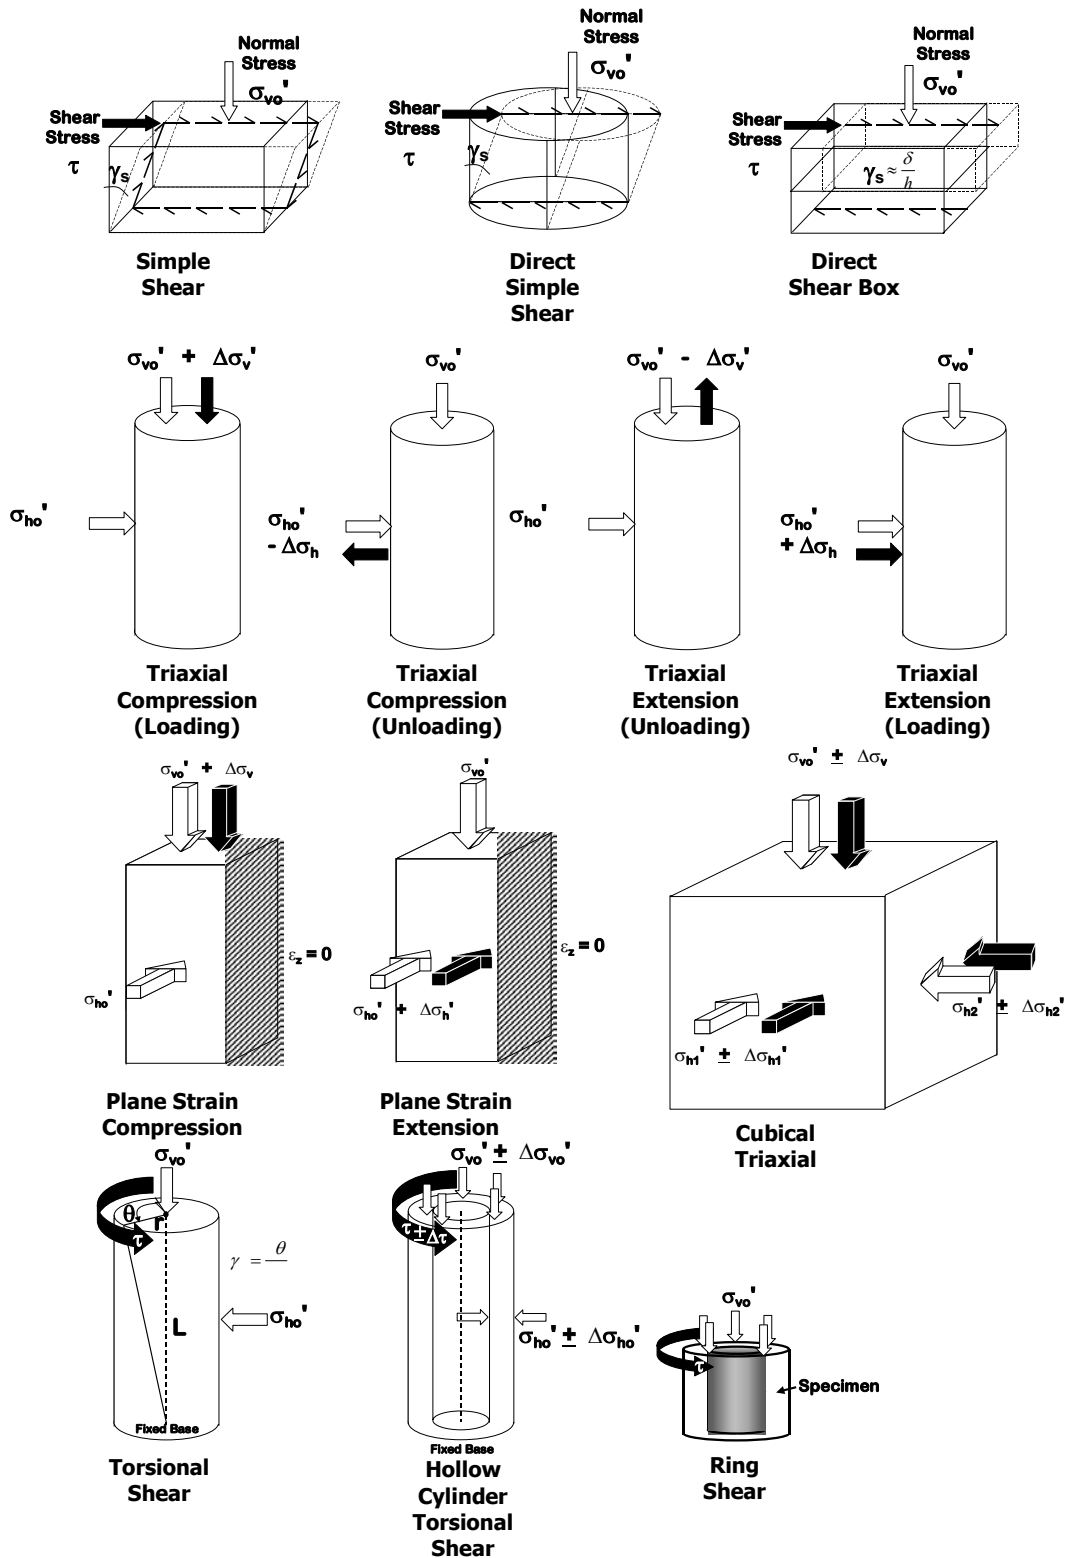 Normal
Stress
σvo'
Shear
Stress
τ
γs
Simple
Shear
Normal
Stress
σvo'
Shear
Stress
τ
γs
Direct
Simple
Shear
Normal
Stress
σvo'
Shear
Stress
τ
γs ≈ δ/h
Direct
Shear Box
σvo' + Δσv'
σho'
Triaxial
Compression
(Loading)
σvo'
σho'
- Δσh
Triaxial
Compression
(Unloading)
σvo' - Δσv'
σho'
Triaxial
Extension
(Unloading)
σvo'
σho'
+ Δσh
Triaxial
Extension
(Loading)
σvo' + Δσv
εz = 0
σho'
Plane Strain
Compression
σvo'
εz = 0
σho' + Δσh'
Plane Strain
Extension
σvo' ± Δσv
σh2' ± Δσh2'
σh1' ± Δσh1'
Cubical
Triaxial
σvo'
θ
r
τ
γ = θ
σho'
L
Fixed Base
Torsional
Shear
σvo' ± Δσvo'
τ ± Δτ
σho' ± Δσho'
Fixed Base
Hollow
Cylinder
Torsional
Shear
σvo'
τ
Specimen
Ring
Shear